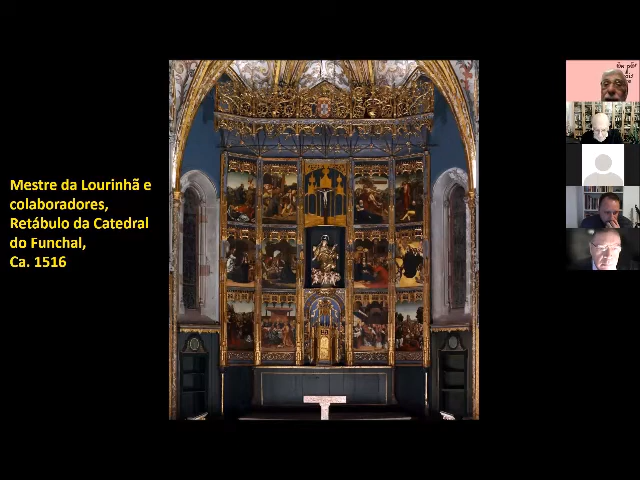 Mestre da Lourinhã e
colaboradores,
Retábulo da Catedral
do Funchal,
Ca. 1516